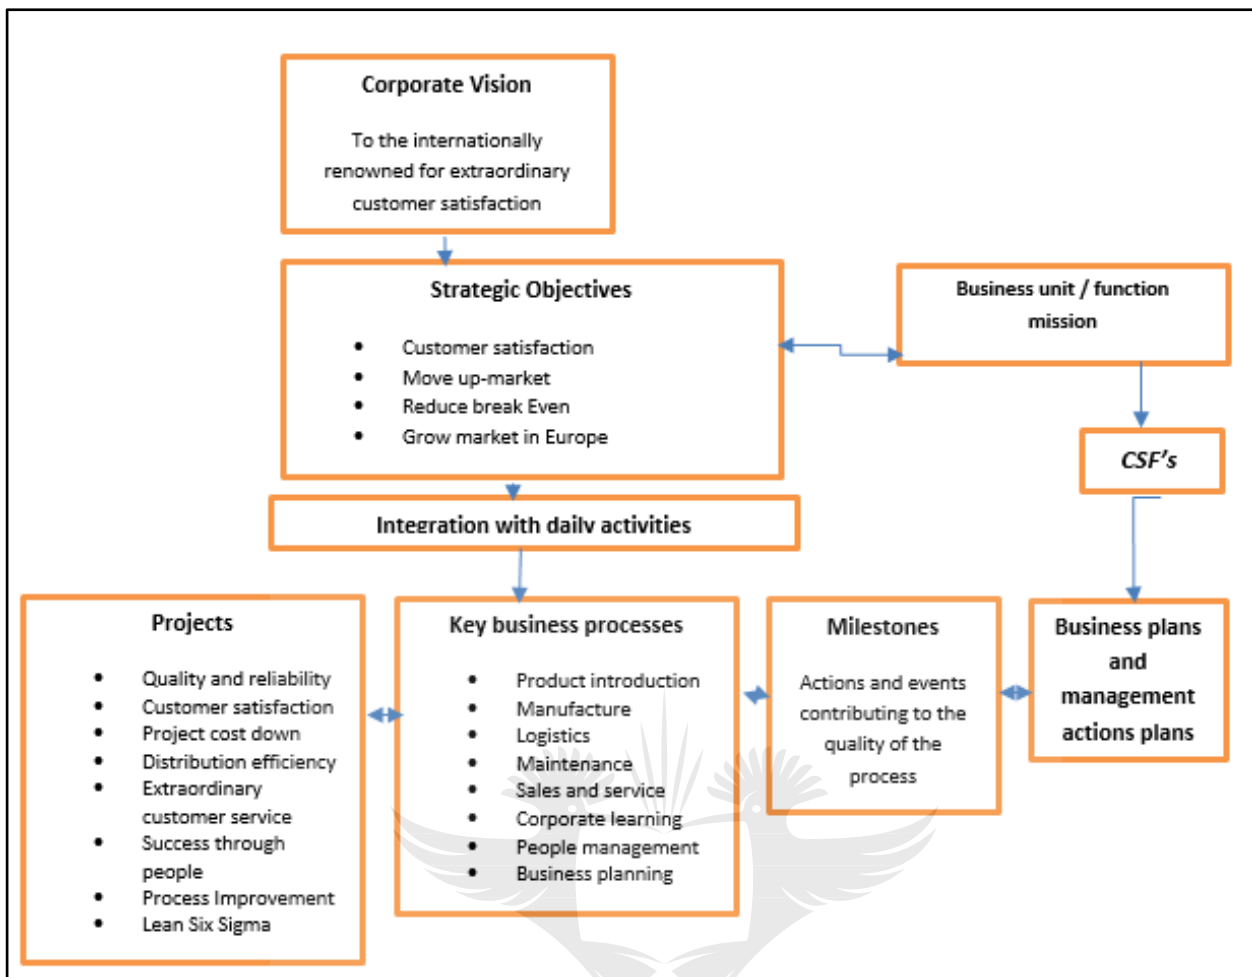 Corporate Vision
To the internationally
renowned for extraordinary
customer satisfaction
Strategic Objectives
• Customer satisfaction
• Move up-market
• Reduce break Even
• Grow market in Europe
Business unit / function
mission
CSF's
Integration with daily activities
Projects
• Quality and reliability
• Customer satisfaction
• Project cost down
• Distribution efficiency
• Extraordinary
customer service
• Success through
people
• Process Improvement
• Lean Six Sigma
Key business processes
• Product introduction
• Manufacture
• Logistics
• Maintenance
• Sales and service
• Corporate learning
• People management
• Business planning
Milestones
Actions and events
contributing to the
quality of the
process
Business plans
and
management
actions plans